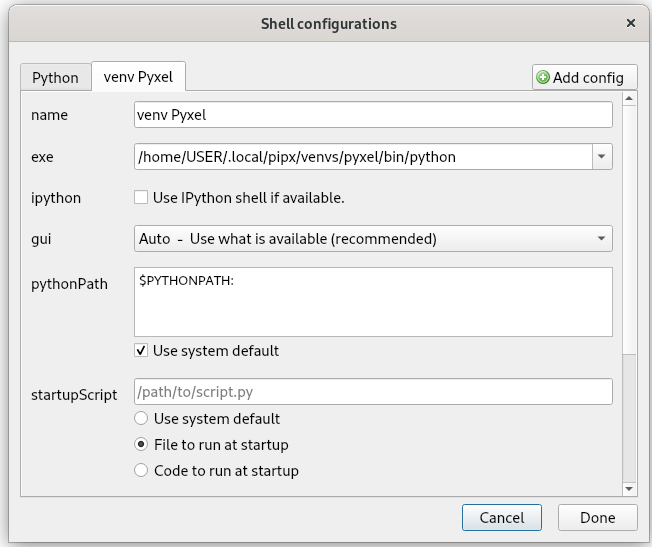 Shell configurations
Python
venv Pyxel
Add config
name
venv Pyxel
exe
/home/USER/.local/pipx/venvs/pyxel/bin/python
ipython
Use IPython shell if available.
gui
Auto - Use what is available (recommended)
pythonPath
$PYTHONPATH:
Use system default
startupScript
/path/to/script.py
Use system default
File to run at startup
Code to run at startup
Cancel
Done